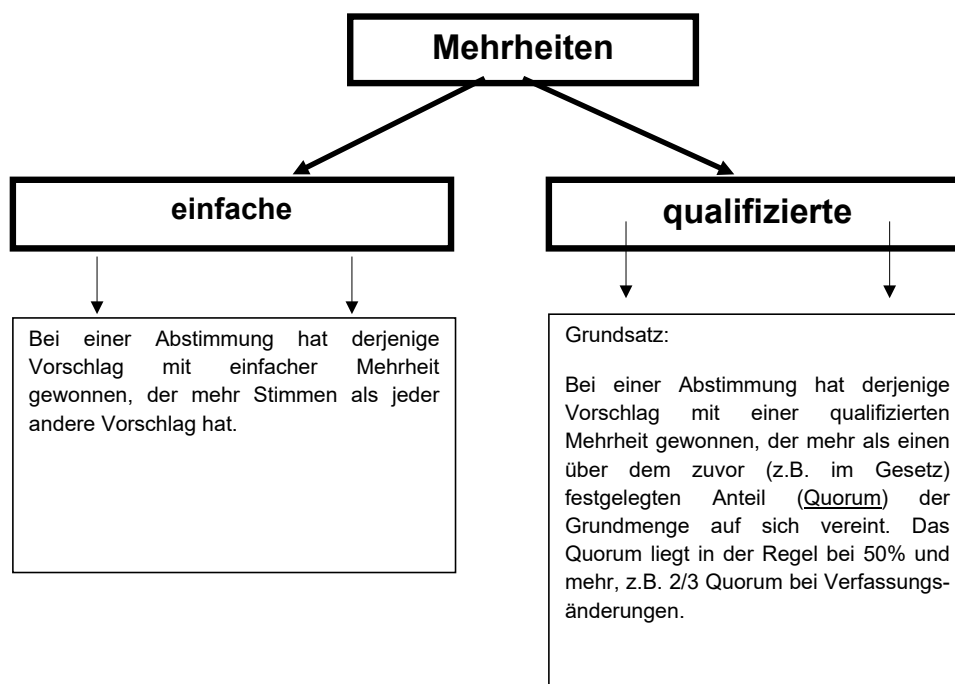 Mehrheiten
einfache
qualifizierte
Bei einer Abstimmung hat derjenige
Vorschlag mit einfacher Mehrheit
gewonnen, der mehr Stimmen als jeder
andere Vorschlag hat.
Grundsatz:
Bei einer Abstimmung hat derjenige
Vorschlag mit einer qualifizierten
Mehrheit gewonnen, der mehr als einen
über dem zuvor (z.B. im Gesetz)
festgelegten Anteil (Quorum) der
Grundmenge auf sich vereint. Das
Quorum liegt in der Regel bei 50% und
mehr, z.B. 2/3 Quorum bei Verfassungs-
änderungen.